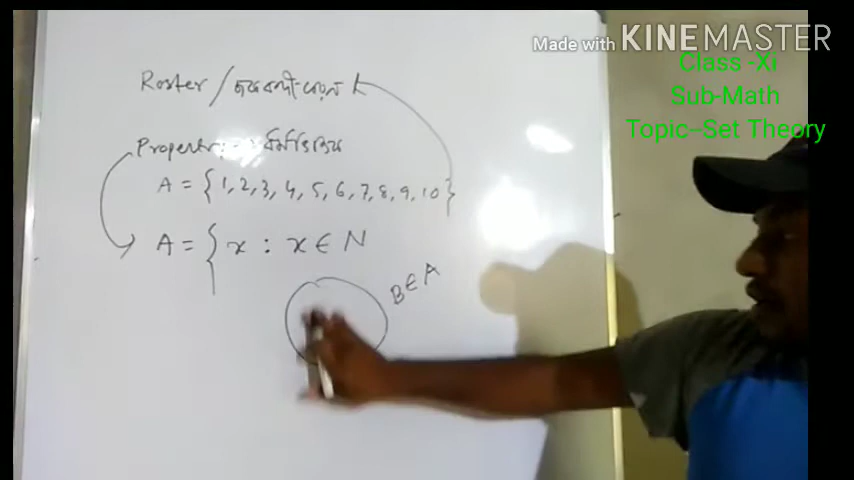 Made with KINEMASTER
Class -Xi
Sub-Math
Topic--Set Theory
Roster /
Property
A = {1, 2, 3, 4, 5, 6, 7, 8, 9, 10}
A = { x : x ∈ N
B ∈ A